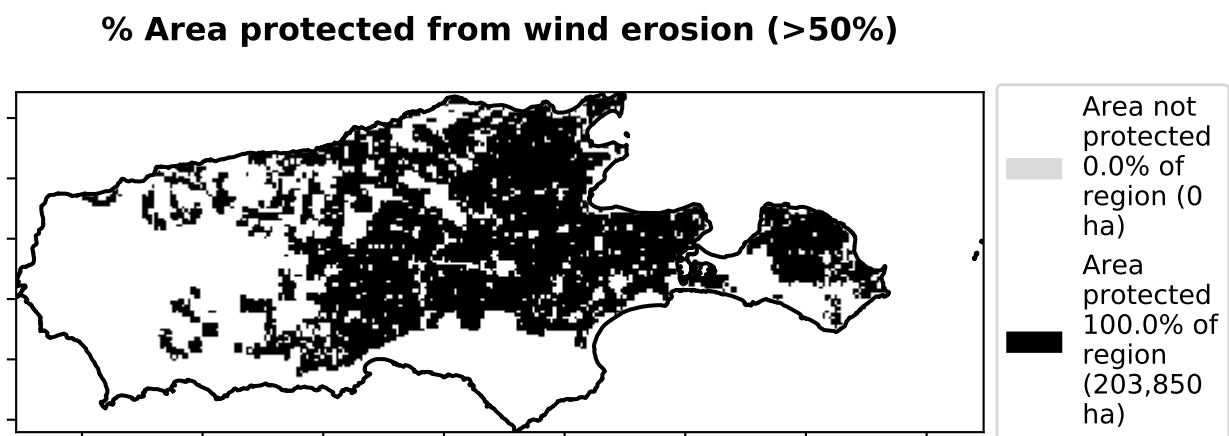 % Area protected from wind erosion (>50%)
Area not
protected
0.0% of
region (0
ha)
Area
protected
100.0% of
region
(203,850
ha)